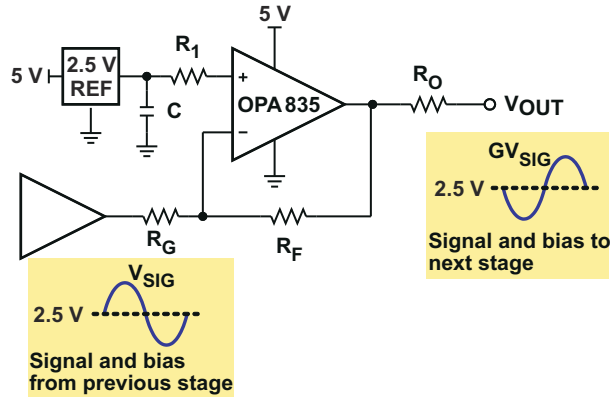 5 V
5 V
2.5 V
REF
R1
+
OPA835
−
C
RO
VOUT
GVSIG
2.5 V
Signal and bias to
next stage
RG
RF
VSIG
2.5 V
Signal and bias
from previous stage